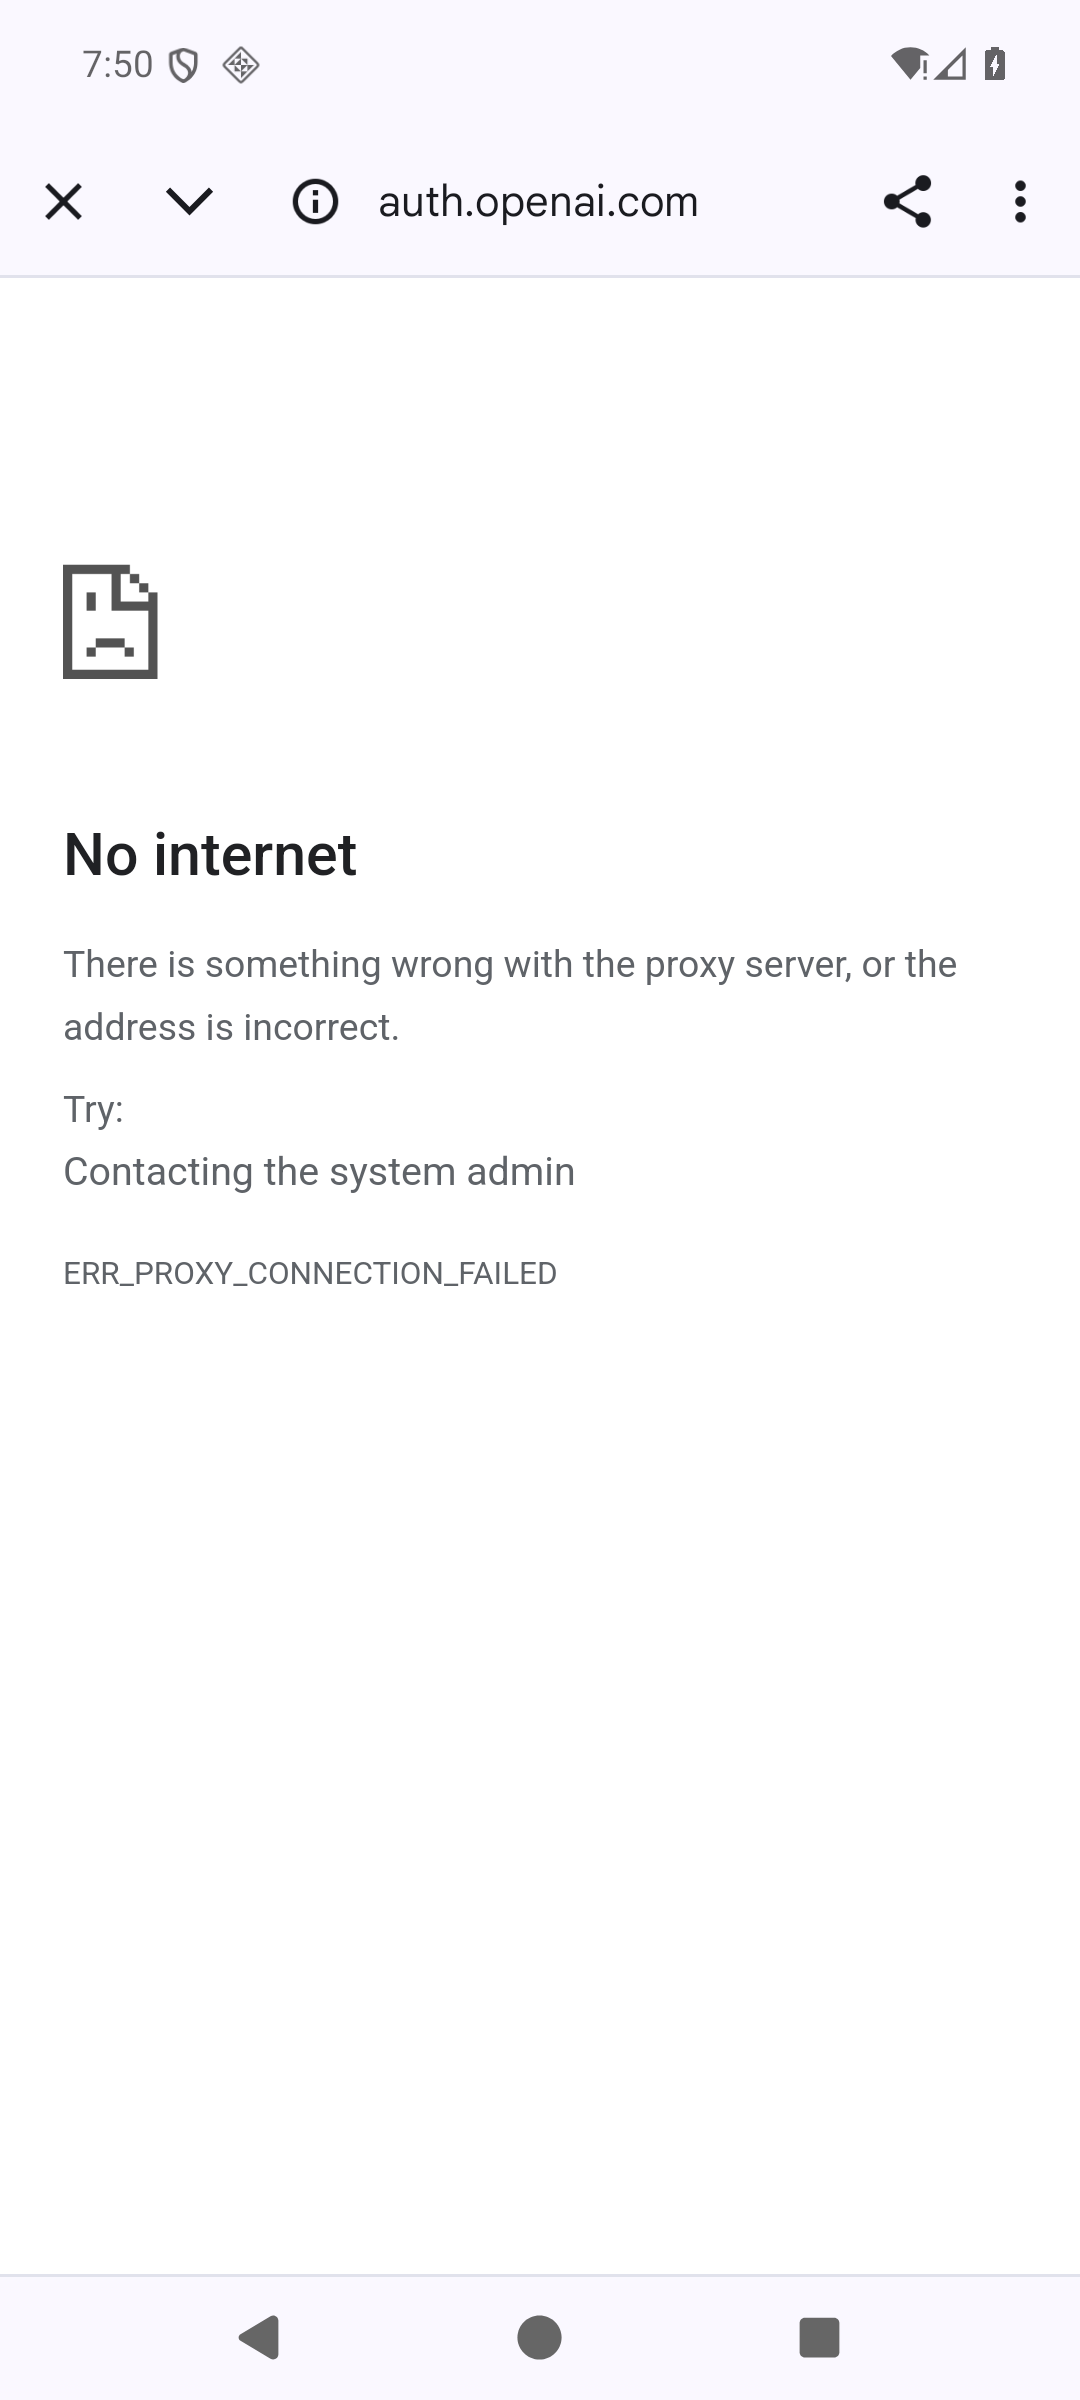 7:50
auth.openai.com
No internet
There is something wrong with the proxy server, or the
address is incorrect.
Try:
Contacting the system admin
ERR_PROXY_CONNECTION_FAILED